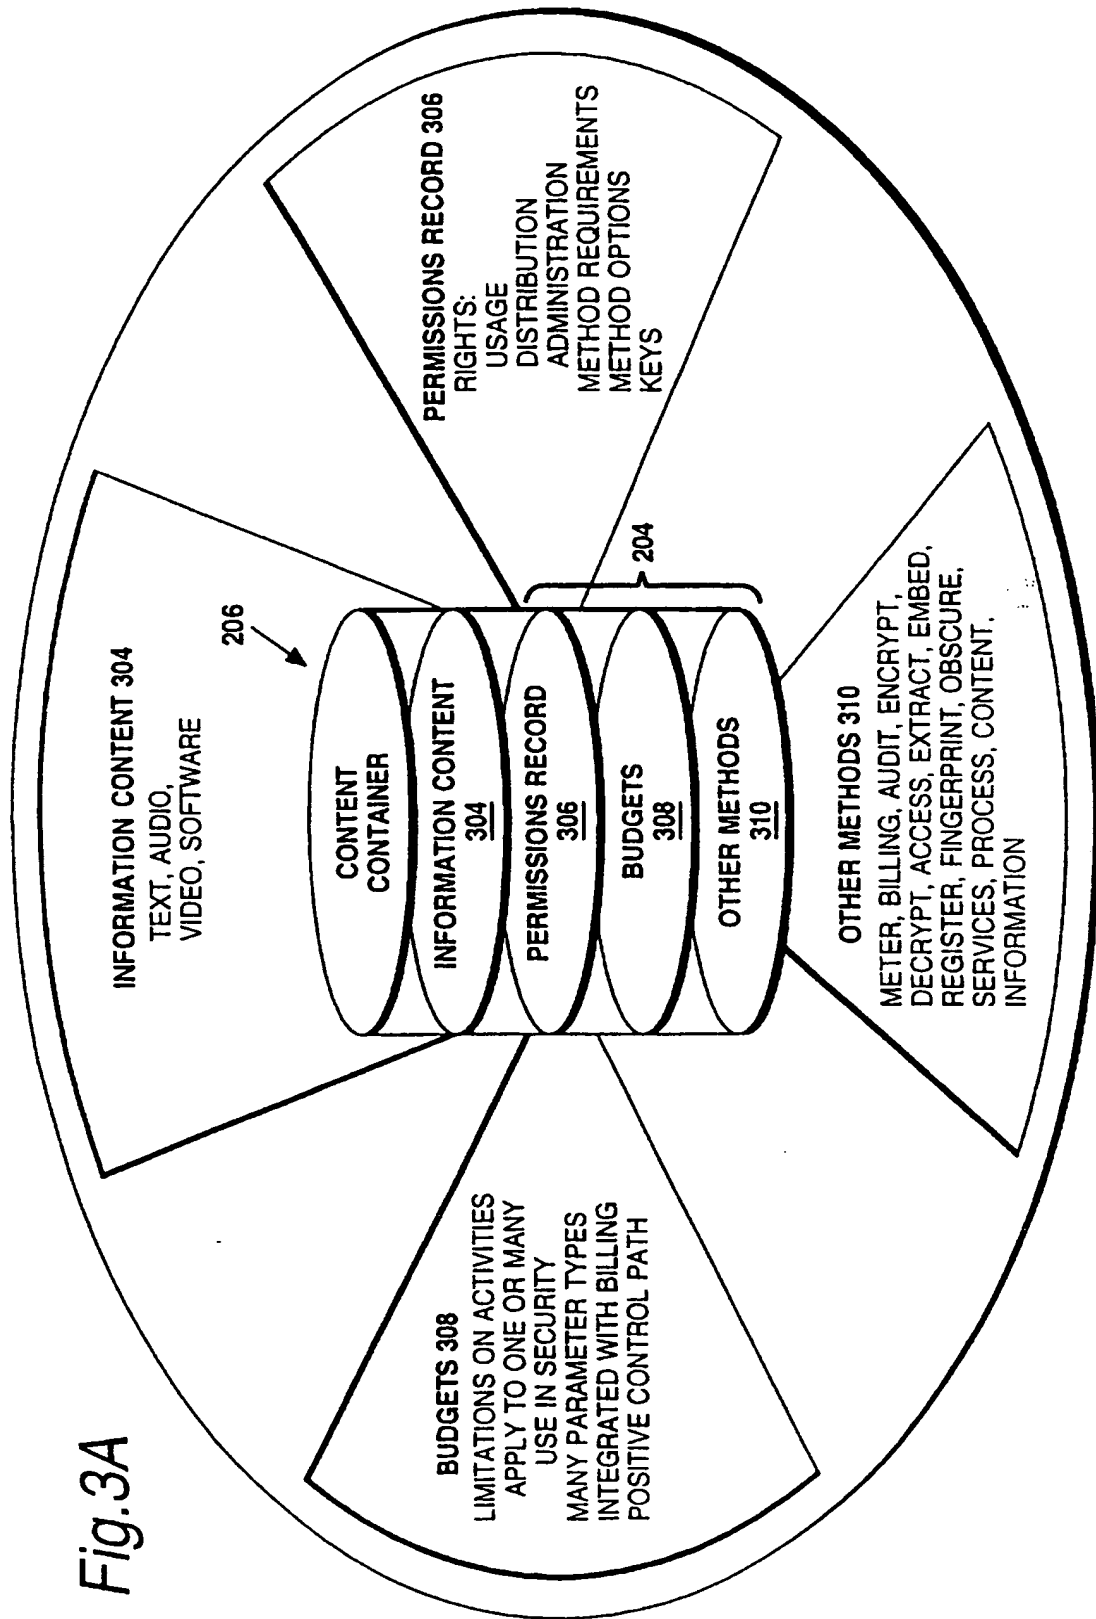 Fig.3A
INFORMATION CONTENT 304
TEXT, AUDIO,
VIDEO, SOFTWARE
206
CONTENT
CONTAINER
INFORMATION CONTENT
304
PERMISSIONS RECORD
306
BUDGETS
308
OTHER METHODS
310
204
BUDGETS 308
LIMITATIONS ON ACTIVITIES
APPLY TO ONE OR MANY
USE IN SECURITY
MANY PARAMETER TYPES
INTEGRATED WITH BILLING
POSITIVE CONTROL PATH
PERMISSIONS RECORD 306
RIGHTS:
USAGE
DISTRIBUTION
ADMINISTRATION
METHOD REQUIREMENTS
METHOD OPTIONS
KEYS
OTHER METHODS 310
METER, BILLING, AUDIT, ENCRYPT,
DECRYPT, ACCESS, EXTRACT, EMBED,
REGISTER, FINGERPRINT, OBSCURE,
SERVICES, PROCESS, CONTENT,
INFORMATION